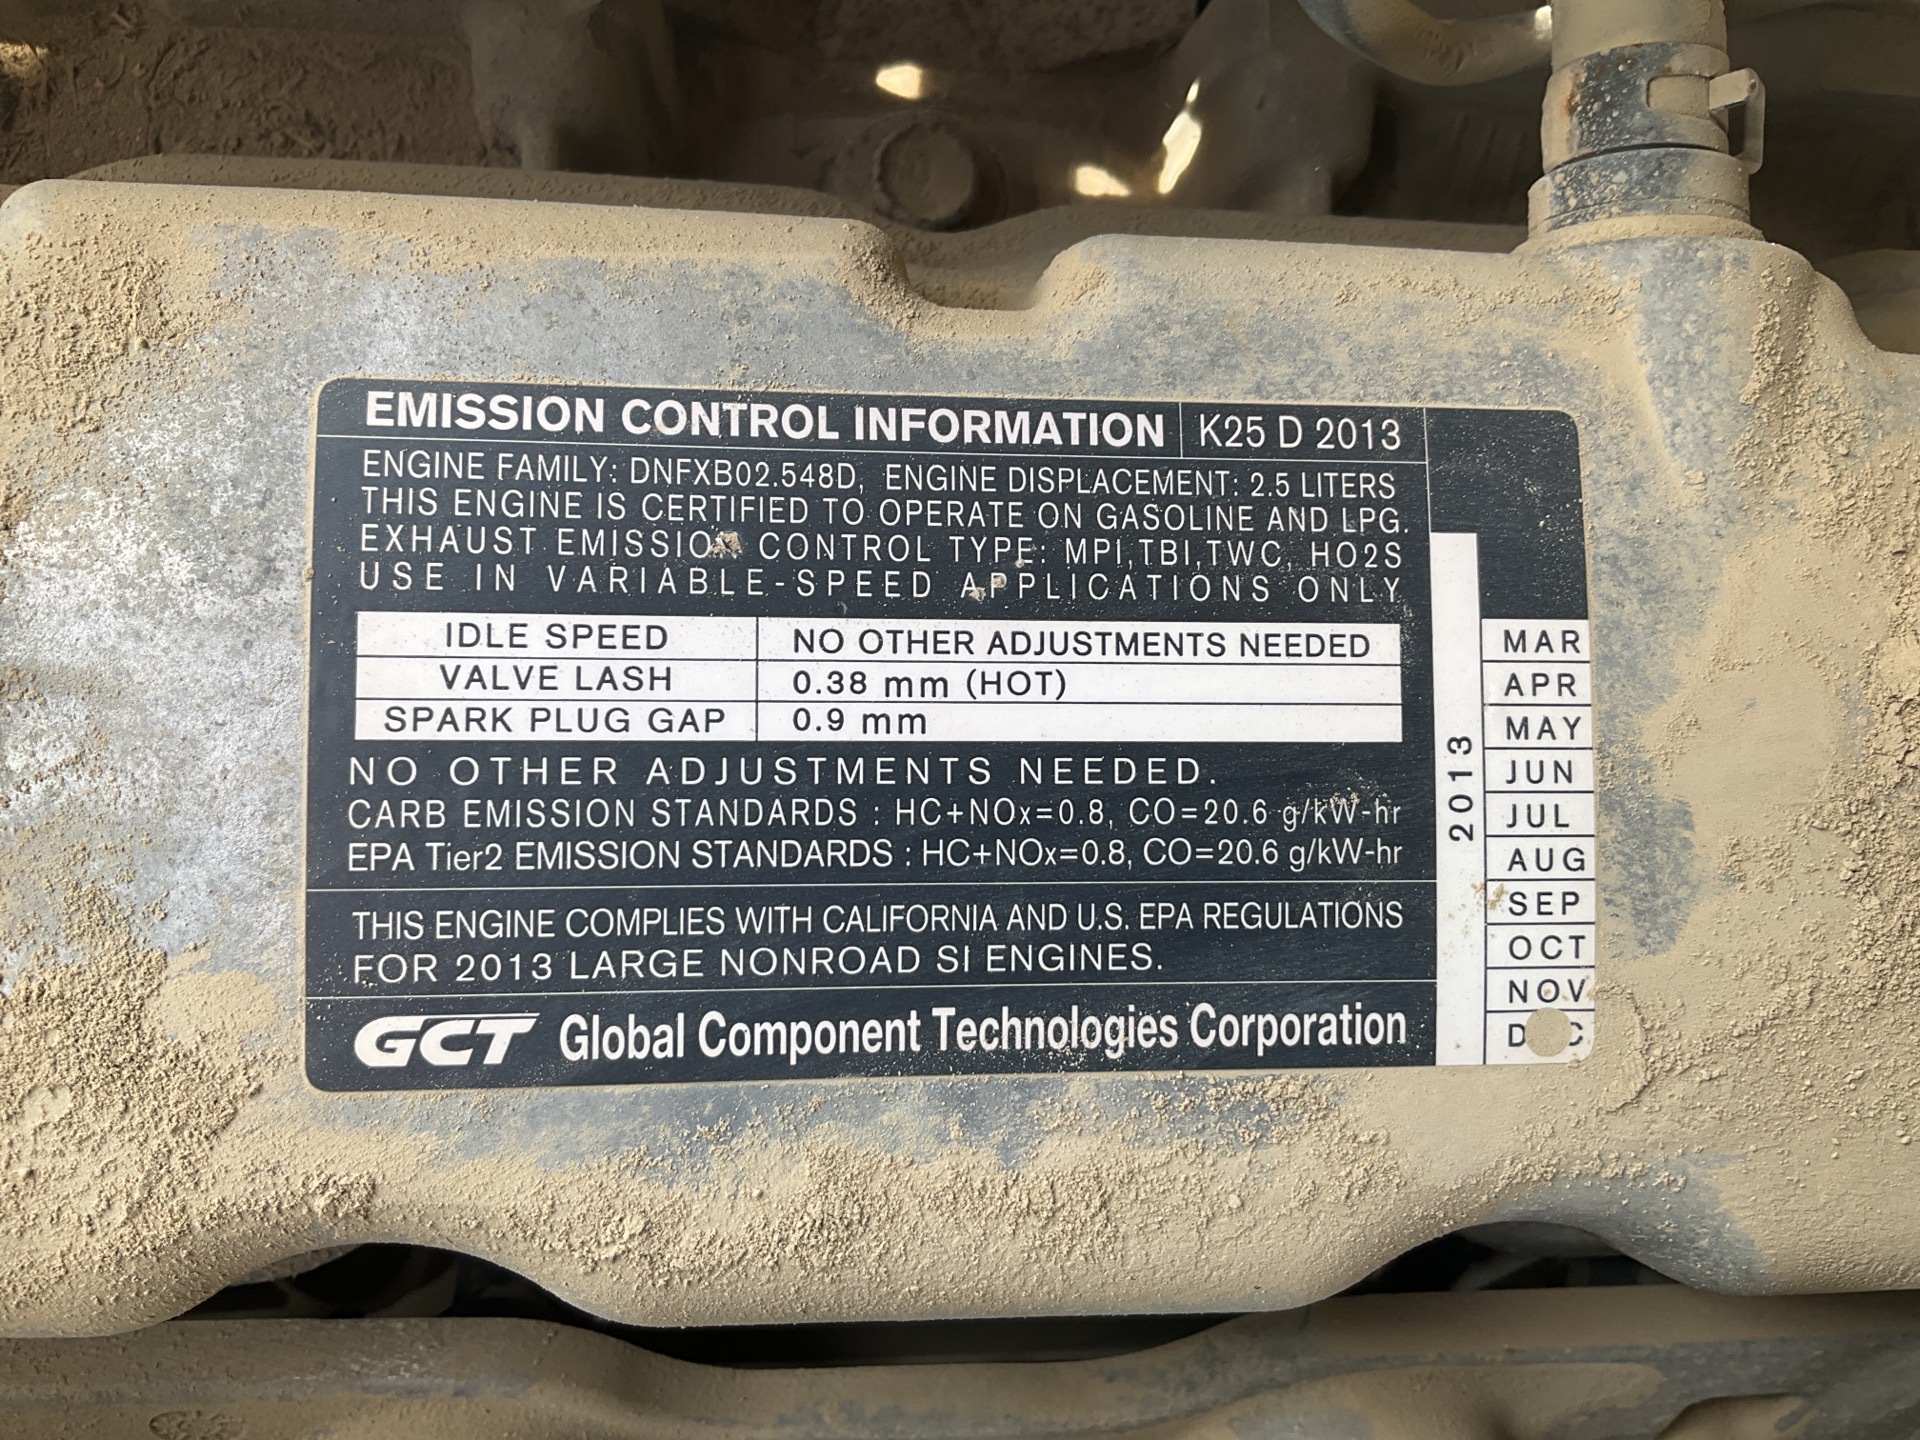 EMISSION CONTROL INFORMATION K25 D 2013
ENGINE FAMILY: DNFXB02.548D, ENGINE DISPLACEMENT: 2.5 LITERS
THIS ENGINE IS CERTIFIED TO OPERATE ON GASOLINE AND LPG.
EXHAUST EMISSION CONTROL TYPE: MPI,TBI,TWC, HO2S
USE IN VARIABLE-SPEED APPLICATIONS ONLY
IDLE SPEED NO OTHER ADJUSTMENTS NEEDED
VALVE LASH 0.38 mm (HOT)
SPARK PLUG GAP 0.9 mm
NO OTHER ADJUSTMENTS NEEDED.
CARB EMISSION STANDARDS : HC+NOx=0.8, CO=20.6 g/kW-hr
EPA Tier2 EMISSION STANDARDS : HC+NOx=0.8, CO=20.6 g/kW-hr
THIS ENGINE COMPLIES WITH CALIFORNIA AND U.S. EPA REGULATIONS
FOR 2013 LARGE NONROAD SI ENGINES.
GCT Global Component Technologies Corporation
2013
MAR
APR
MAY
JUN
JUL
AUG
SEP
OCT
NOV
DEC